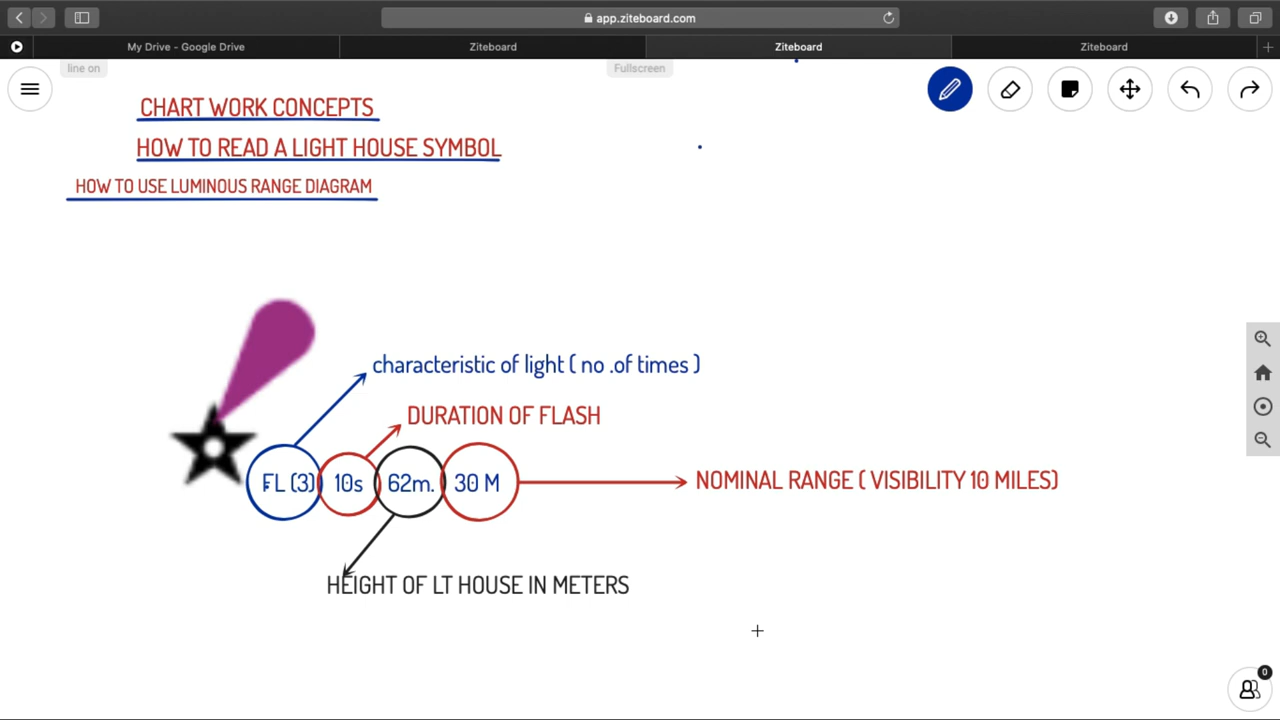 app.ziteboard.com
My Drive - Google Drive
Ziteboard
Ziteboard
Ziteboard
line on
Fullscreen
CHART WORK CONCEPTS
HOW TO READ A LIGHT HOUSE SYMBOL
HOW TO USE LUMINOUS RANGE DIAGRAM
characteristic of light ( no .of times )
DURATION OF FLASH
FL (3) 10s 62m. 30 M
NOMINAL RANGE ( VISIBILITY 10 MILES)
HEIGHT OF LT HOUSE IN METERS
0